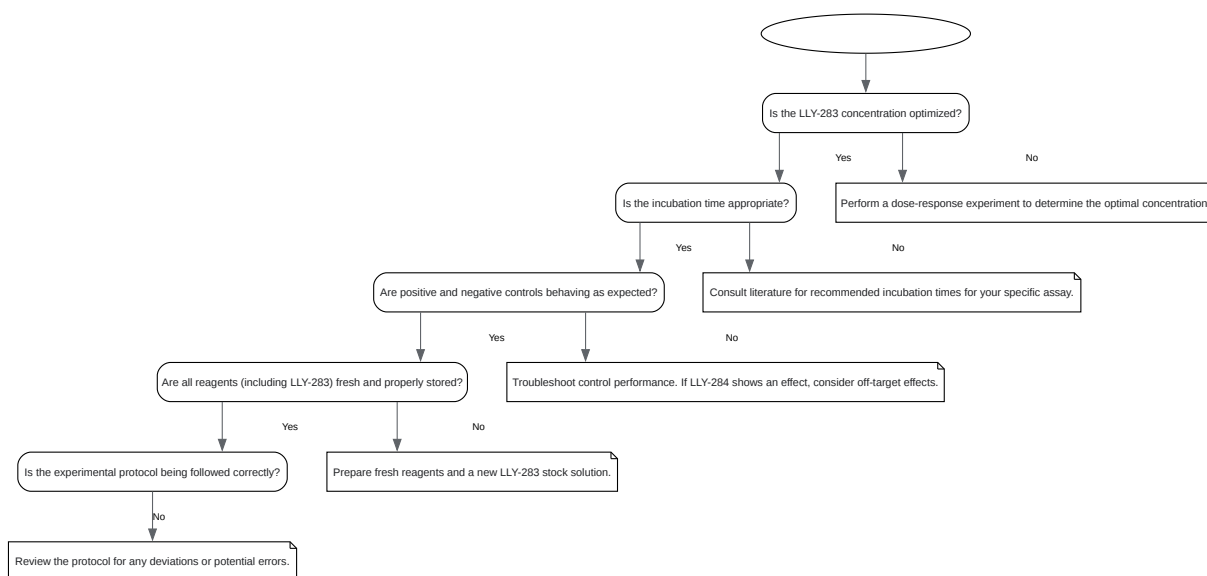 Is the LLY-283 concentration optimized?
Yes
No
Is the incubation time appropriate?
Perform a dose-response experiment to determine the optimal concentration
Yes
No
Are positive and negative controls behaving as expected?
Consult literature for recommended incubation times for your specific assay.
Yes
No
Are all reagents (including LLY-283) fresh and properly stored?
Troubleshoot control performance. If LLY-284 shows an effect, consider off-target effects.
Yes
No
Is the experimental protocol being followed correctly?
Prepare fresh reagents and a new LLY-283 stock solution.
No
Review the protocol for any deviations or potential errors.